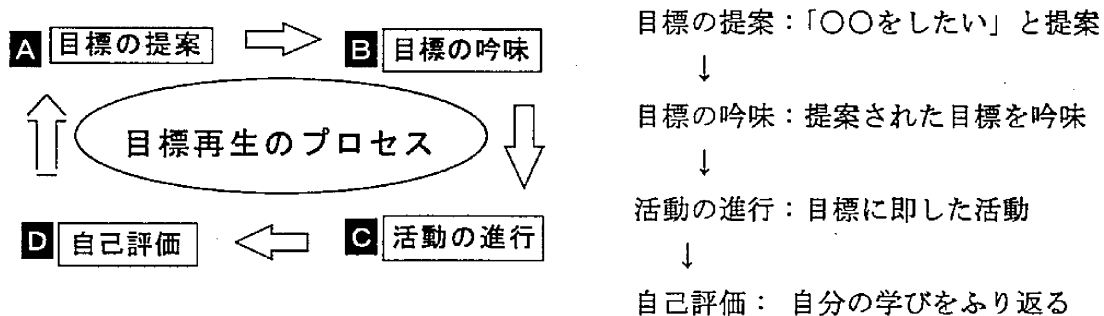 A 目標の提案
B 目標の吟味
目標再生のプロセス
D 自己評価
C 活動の進行
目標の提案：「〇〇をしたい」と提案
↓
目標の吟味：提案された目標を吟味
↓
活動の進行：目標に即した活動
↓
自己評価： 自分の学びをふり返る